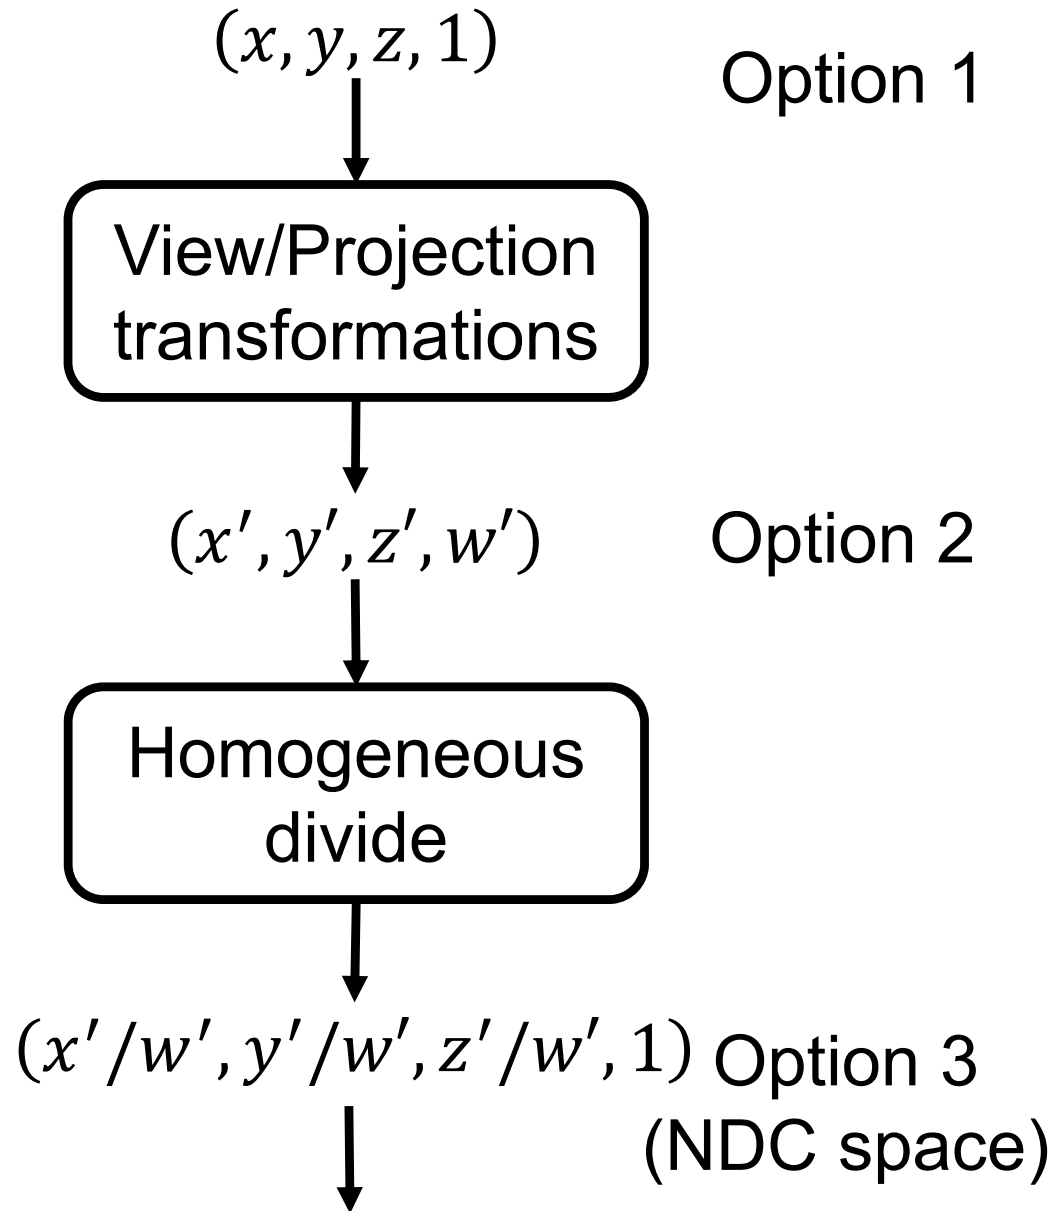 (x, y, z, 1)
Option 1
View/Projection
transformations
(x′, y′, z′, w′)
Option 2
Homogeneous
divide
(x′/w′, y′/w′, z′/w′, 1)
Option 3
(NDC space)